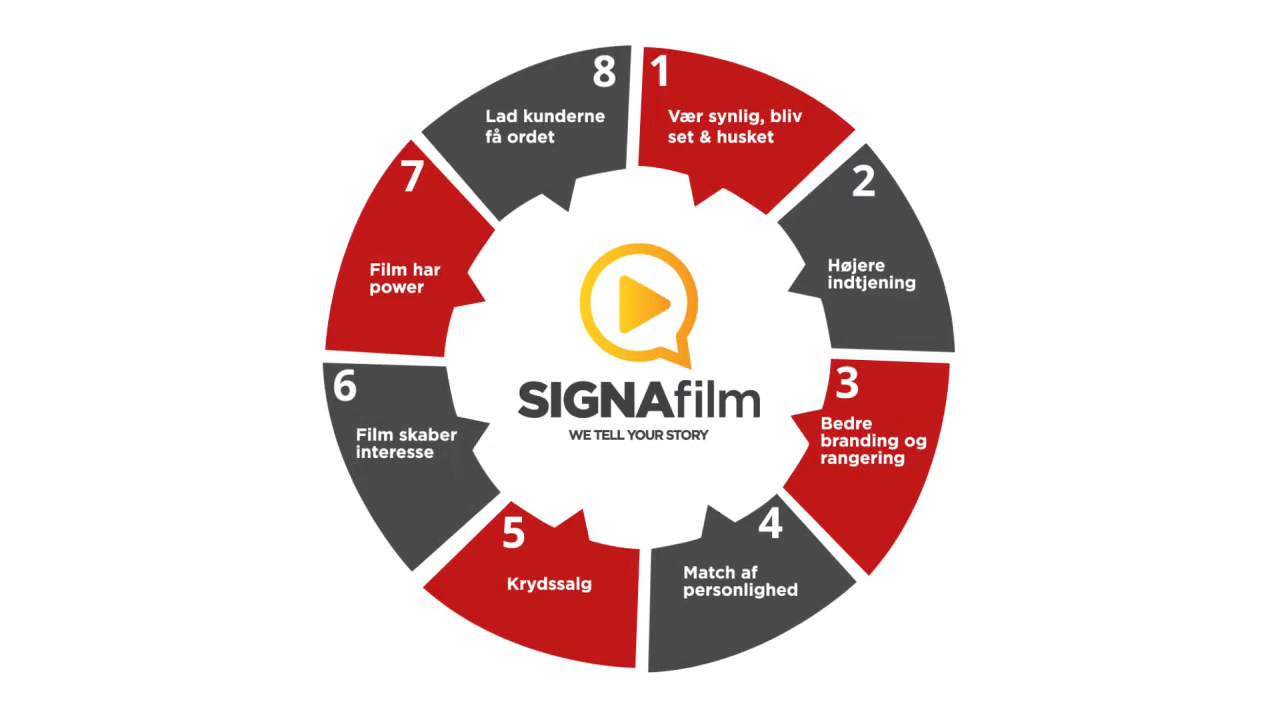 1
Vær synlig, bliv
set & husket
2
Højere
indtjening
3
Bedre
branding og
rangering
4
Match af
personlighed
5
Krydssalg
6
Film skaber
interesse
7
Film har
power
8
Lad kunderne
få ordet
SIGNAfilm
WE TELL YOUR STORY